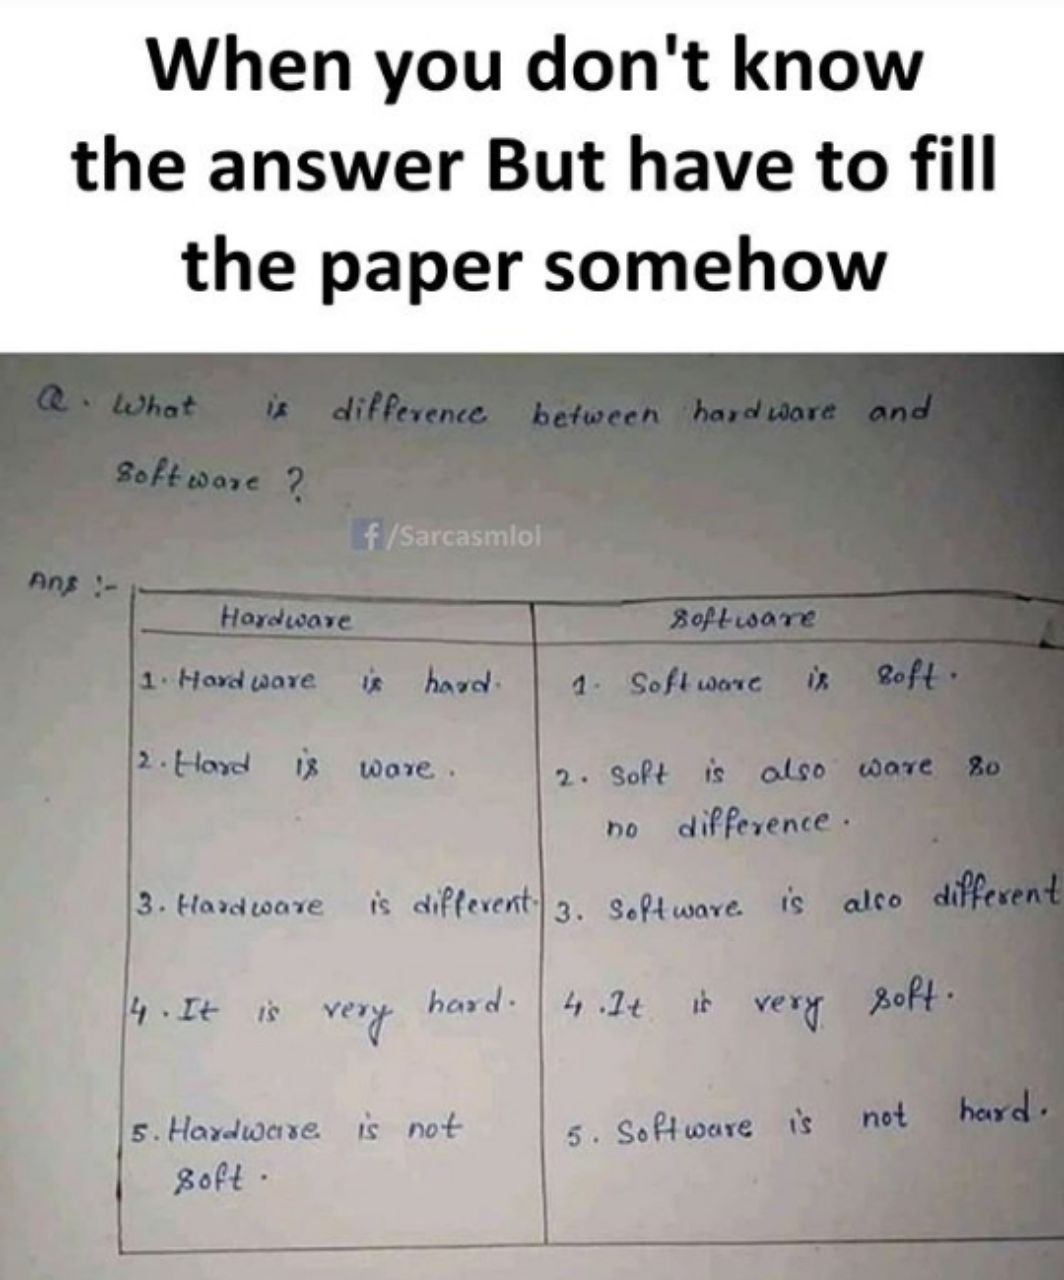 When you don't know
the answer But have to fill
the paper somehow
Q. What is difference between hardware and
software ?
f/Sarcasmlol
Ans :-
Hardware
Software
1. Hardware is hard.
1. Software is soft.
2. Hard is ware.
2. Soft is also ware so
no difference.
3. Hardware is different.
3. Software is also different
4. It is very hard.
4. It is very soft.
5. Hardware is not
soft.
5. Software is not hard.